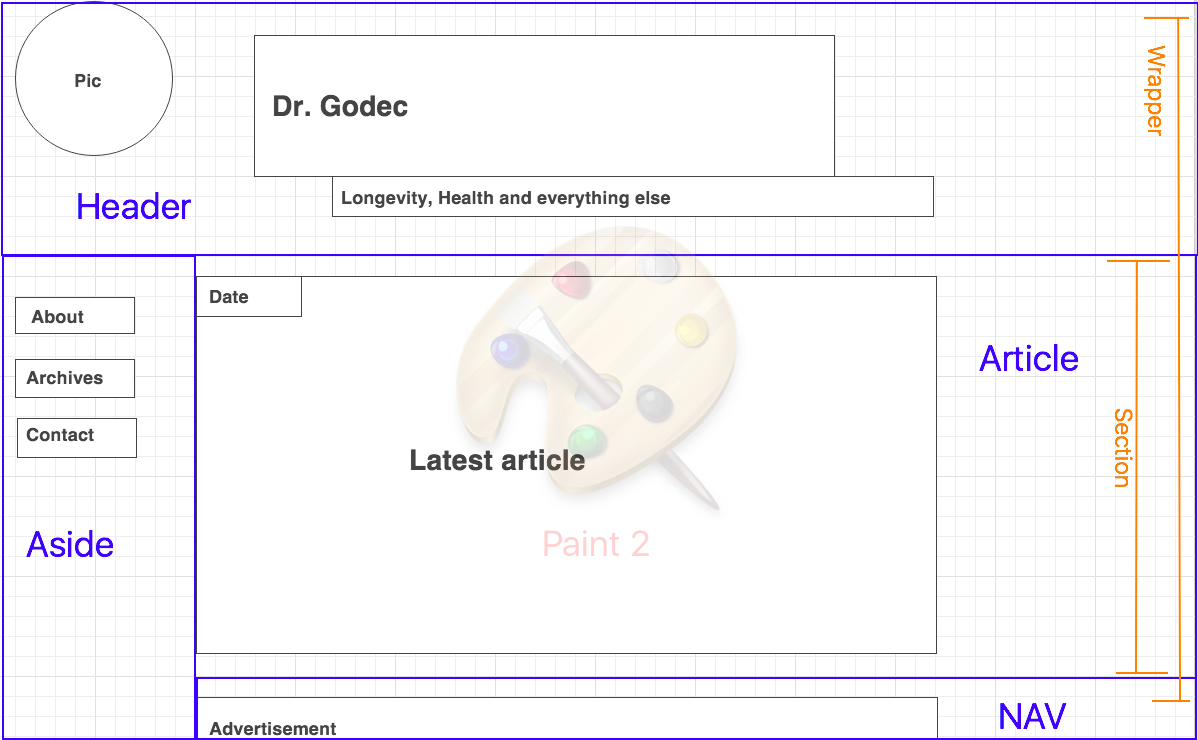 Pic
Wrapper
Dr. Godec
Longevity, Health and everything else
Header
Date
About
Article
Archives
Contact
Section
Latest article
Aside
Paint 2
NAV
Advertisement